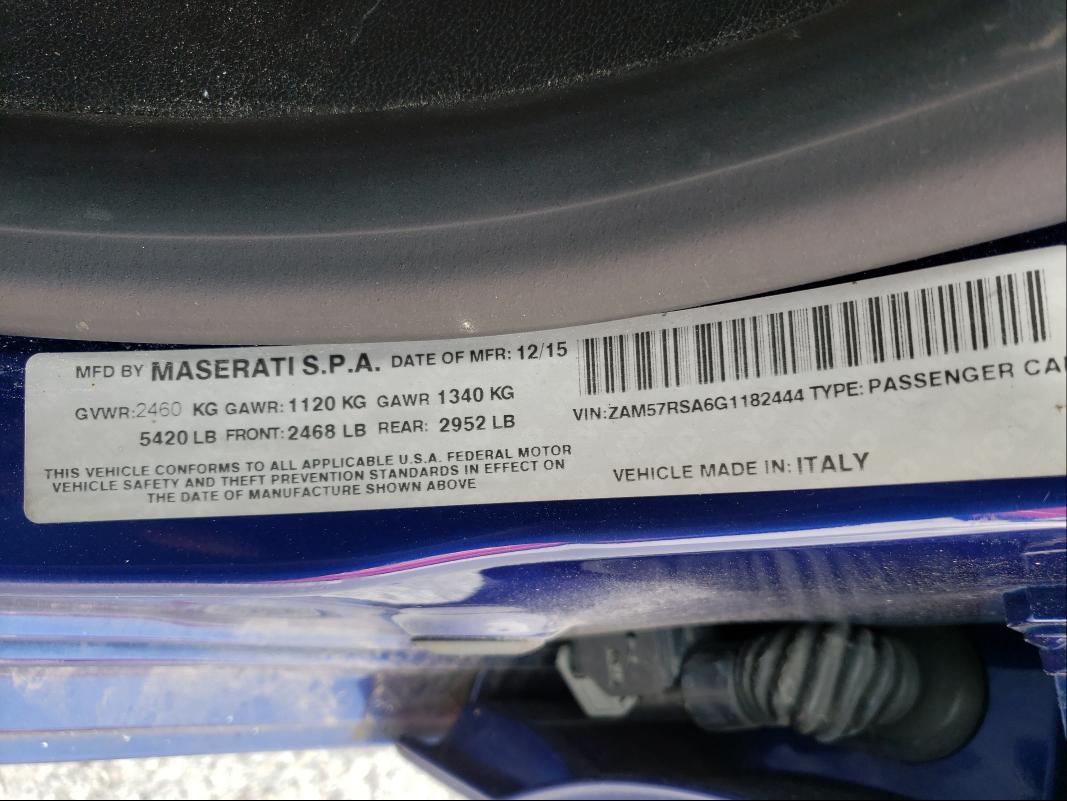 MFD BY MASERATI S.P.A. DATE OF MFR: 12/15
GVWR:2460 KG GAWR: 1120 KG GAWR 1340 KG
5420 LB FRONT: 2468 LB REAR: 2952 LB
THIS VEHICLE CONFORMS TO ALL APPLICABLE U.S.A. FEDERAL MOTOR
VEHICLE SAFETY AND THEFT PREVENTION STANDARDS IN EFFECT ON
THE DATE OF MANUFACTURE SHOWN ABOVE
VIN: ZAM57RSA6G1182444 TYPE: PASSENGER CA
VEHICLE MADE IN: ITALY